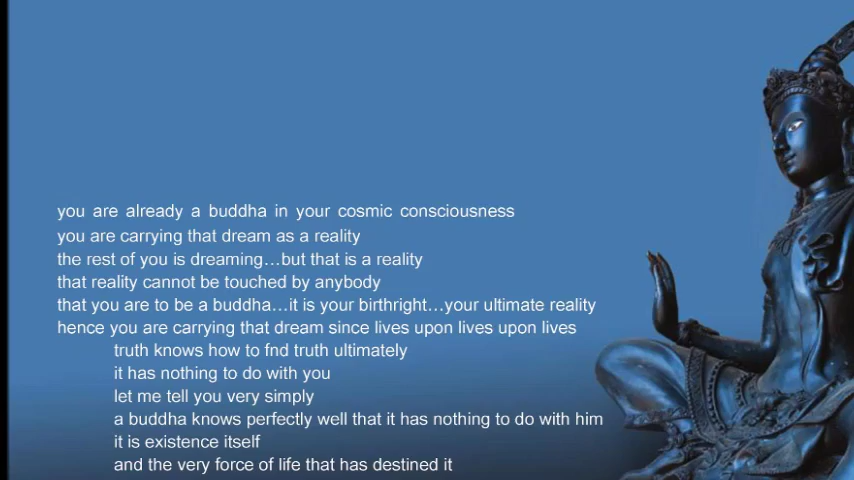 you are already a buddha in your cosmic consciousness
you are carrying that dream as a reality
the rest of you is dreaming…but that is a reality
that reality cannot be touched by anybody
that you are to be a buddha…it is your birthright…your ultimate reality
hence you are carrying that dream since lives upon lives upon lives
truth knows how to fnd truth ultimately
it has nothing to do with you
let me tell you very simply
a buddha knows perfectly well that it has nothing to do with him
it is existence itself
and the very force of life that has destined it